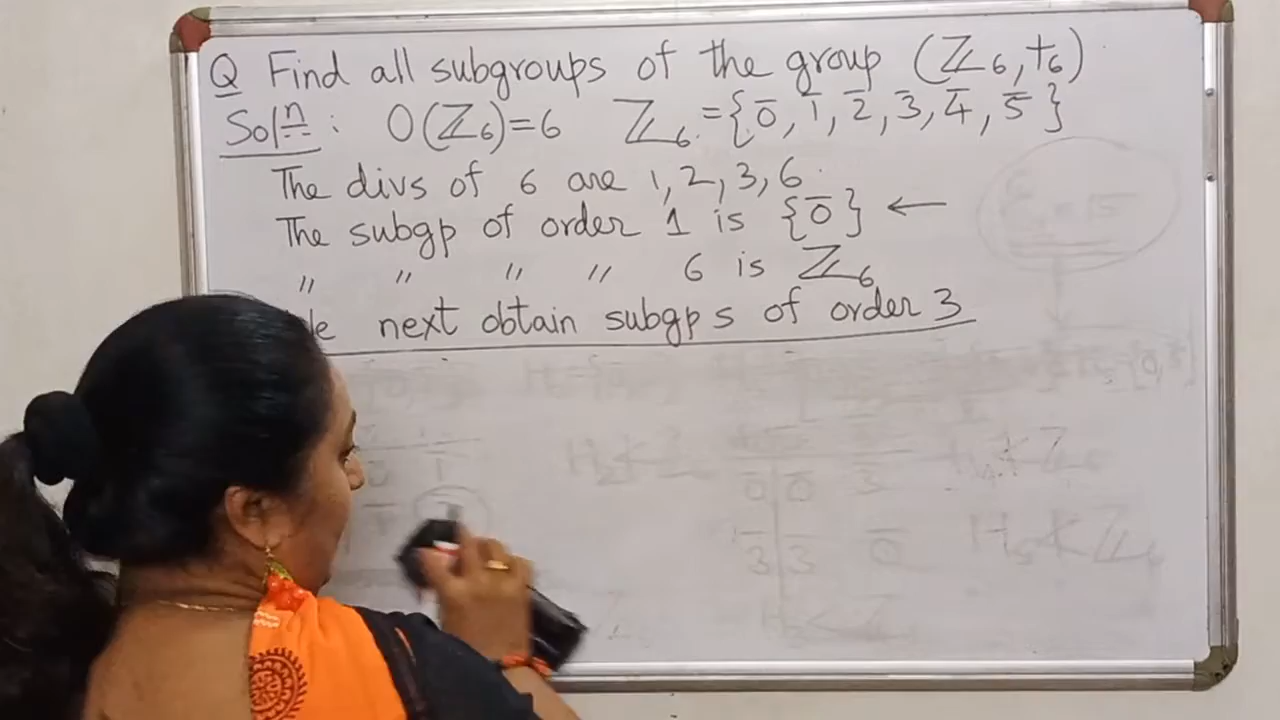 Q Find all subgroups of the group (ℤ₆, +₆)
Solⁿ : O(ℤ₆)=6 ℤ₆={0̄, 1̄, 2̄, 3̄, 4̄, 5̄}
The divs of 6 are 1, 2, 3, 6.
The subgp of order 1 is {0̄} ←
〃 〃 〃 〃 6 is ℤ₆
next obtain subgps of order 3